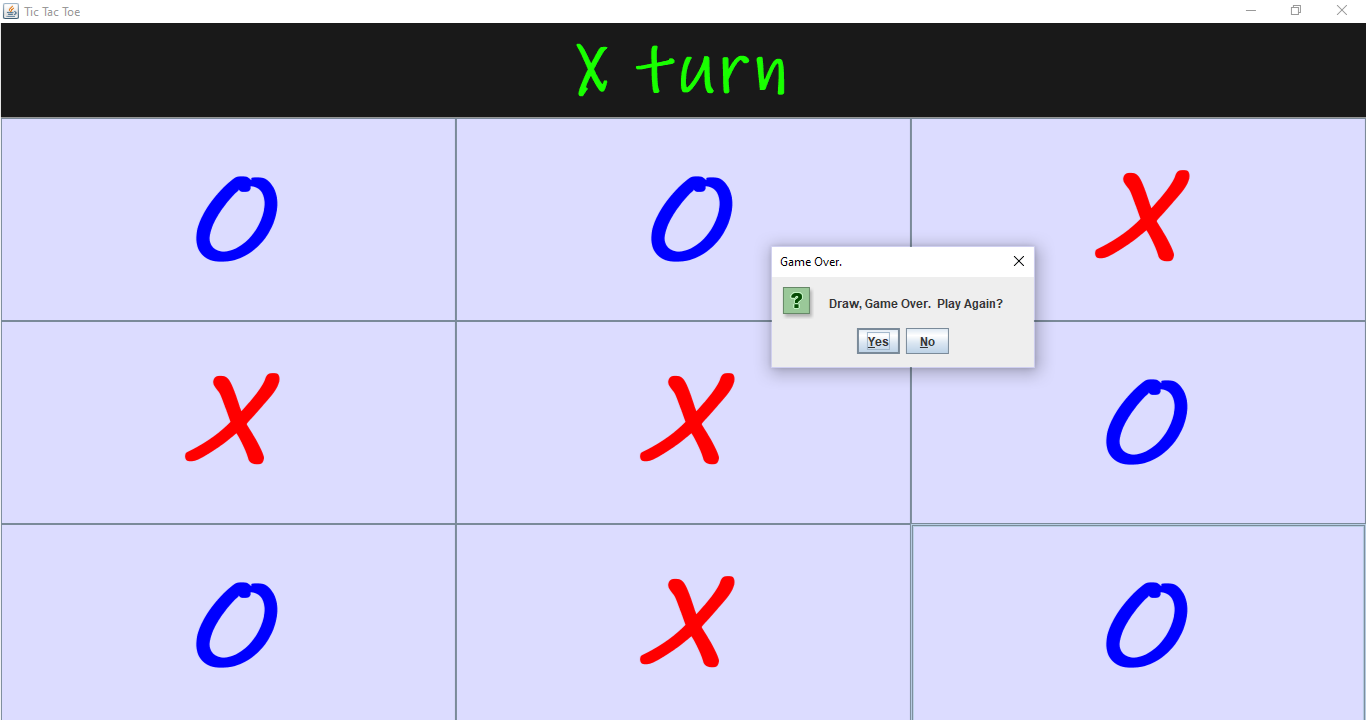 Tic Tac Toe
X turn
O O X
Game Over.
? Draw, Game Over.  Play Again?
Yes No
X X O
O X O